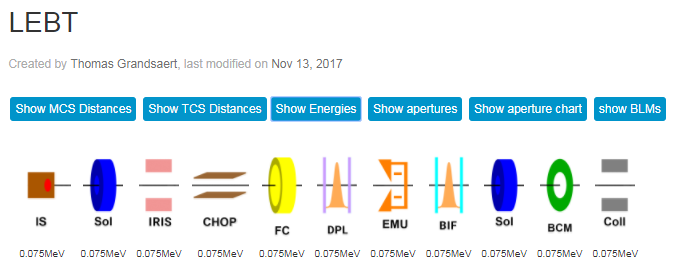 LEBT
Created by Thomas Grandsaert, last modified on Nov 13, 2017
Show MCS Distances Show TCS Distances Show Energies Show apertures Show aperture chart show BLMs
IS Sol IRIS CHOP FC DPL EMU BIF Sol BCM Coll
0.075MeV 0.075MeV 0.075MeV 0.075MeV 0.075MeV 0.075MeV 0.075MeV 0.075MeV 0.075MeV 0.075MeV 0.075MeV